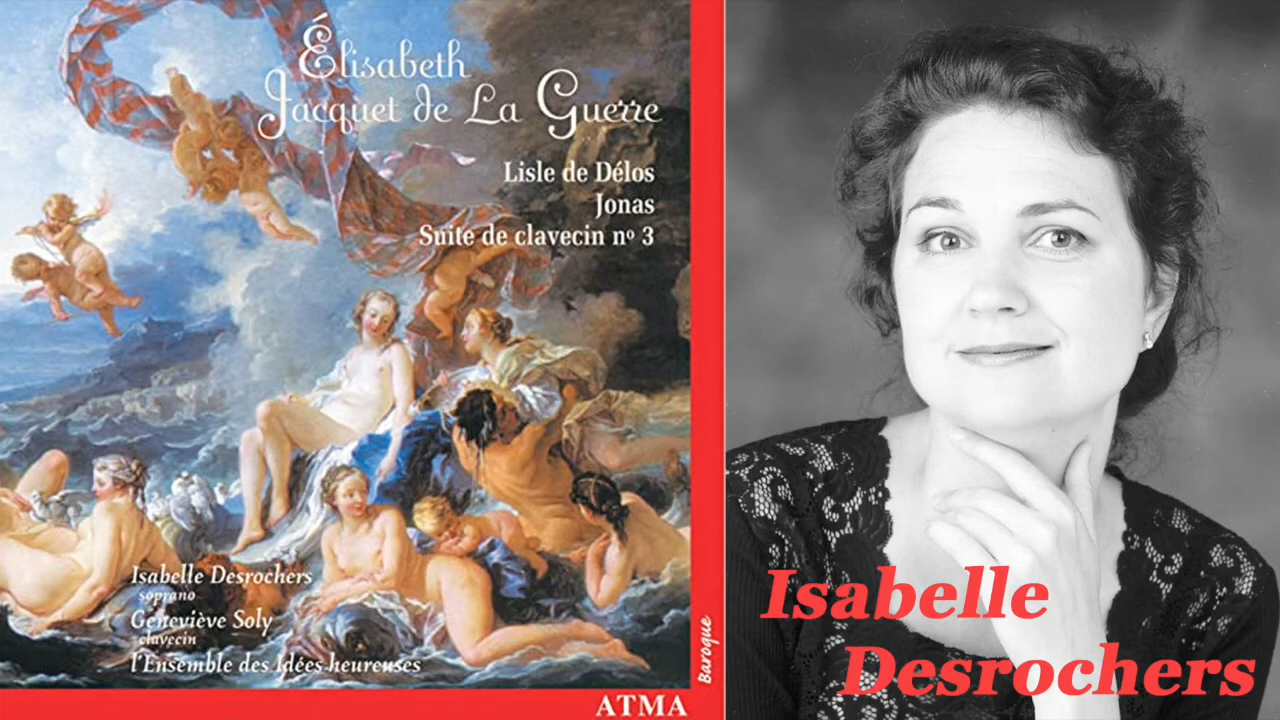 Élisabeth
Jacquet de La Guerre
Lisle de Délos
Jonas
Suite de clavecin nº 3
Isabelle Desrochers
soprano
Geneviève Soly
clavecin
l'Ensemble des Idées heureuses
Baroque
ATMA
Isabelle
Desrochers